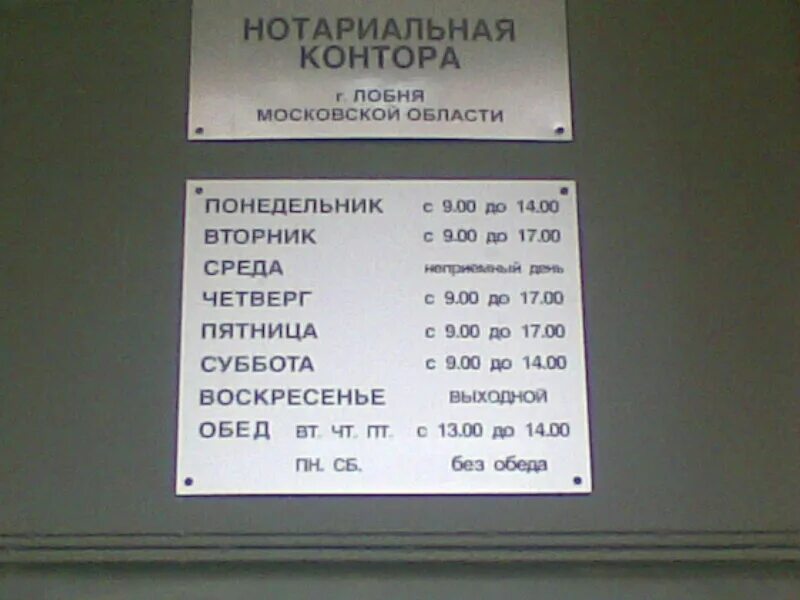 НОТАРИАЛЬНАЯ
КОНТОРА
г. ЛОБНЯ
МОСКОВСКОЙ ОБЛАСТИ
ПОНЕДЕЛЬНИК с 9.00 до 14.00
ВТОРНИК с 9.00 до 17.00
СРЕДА неприемный день
ЧЕТВЕРГ с 9.00 до 17.00
ПЯТНИЦА с 9.00 до 17.00
СУББОТА с 9.00 до 14.00
ВОСКРЕСЕНЬЕ ВЫХОДНОЙ
ОБЕД ВТ. ЧТ. ПТ. с 13.00 до 14.00
ПН. СБ. без обеда